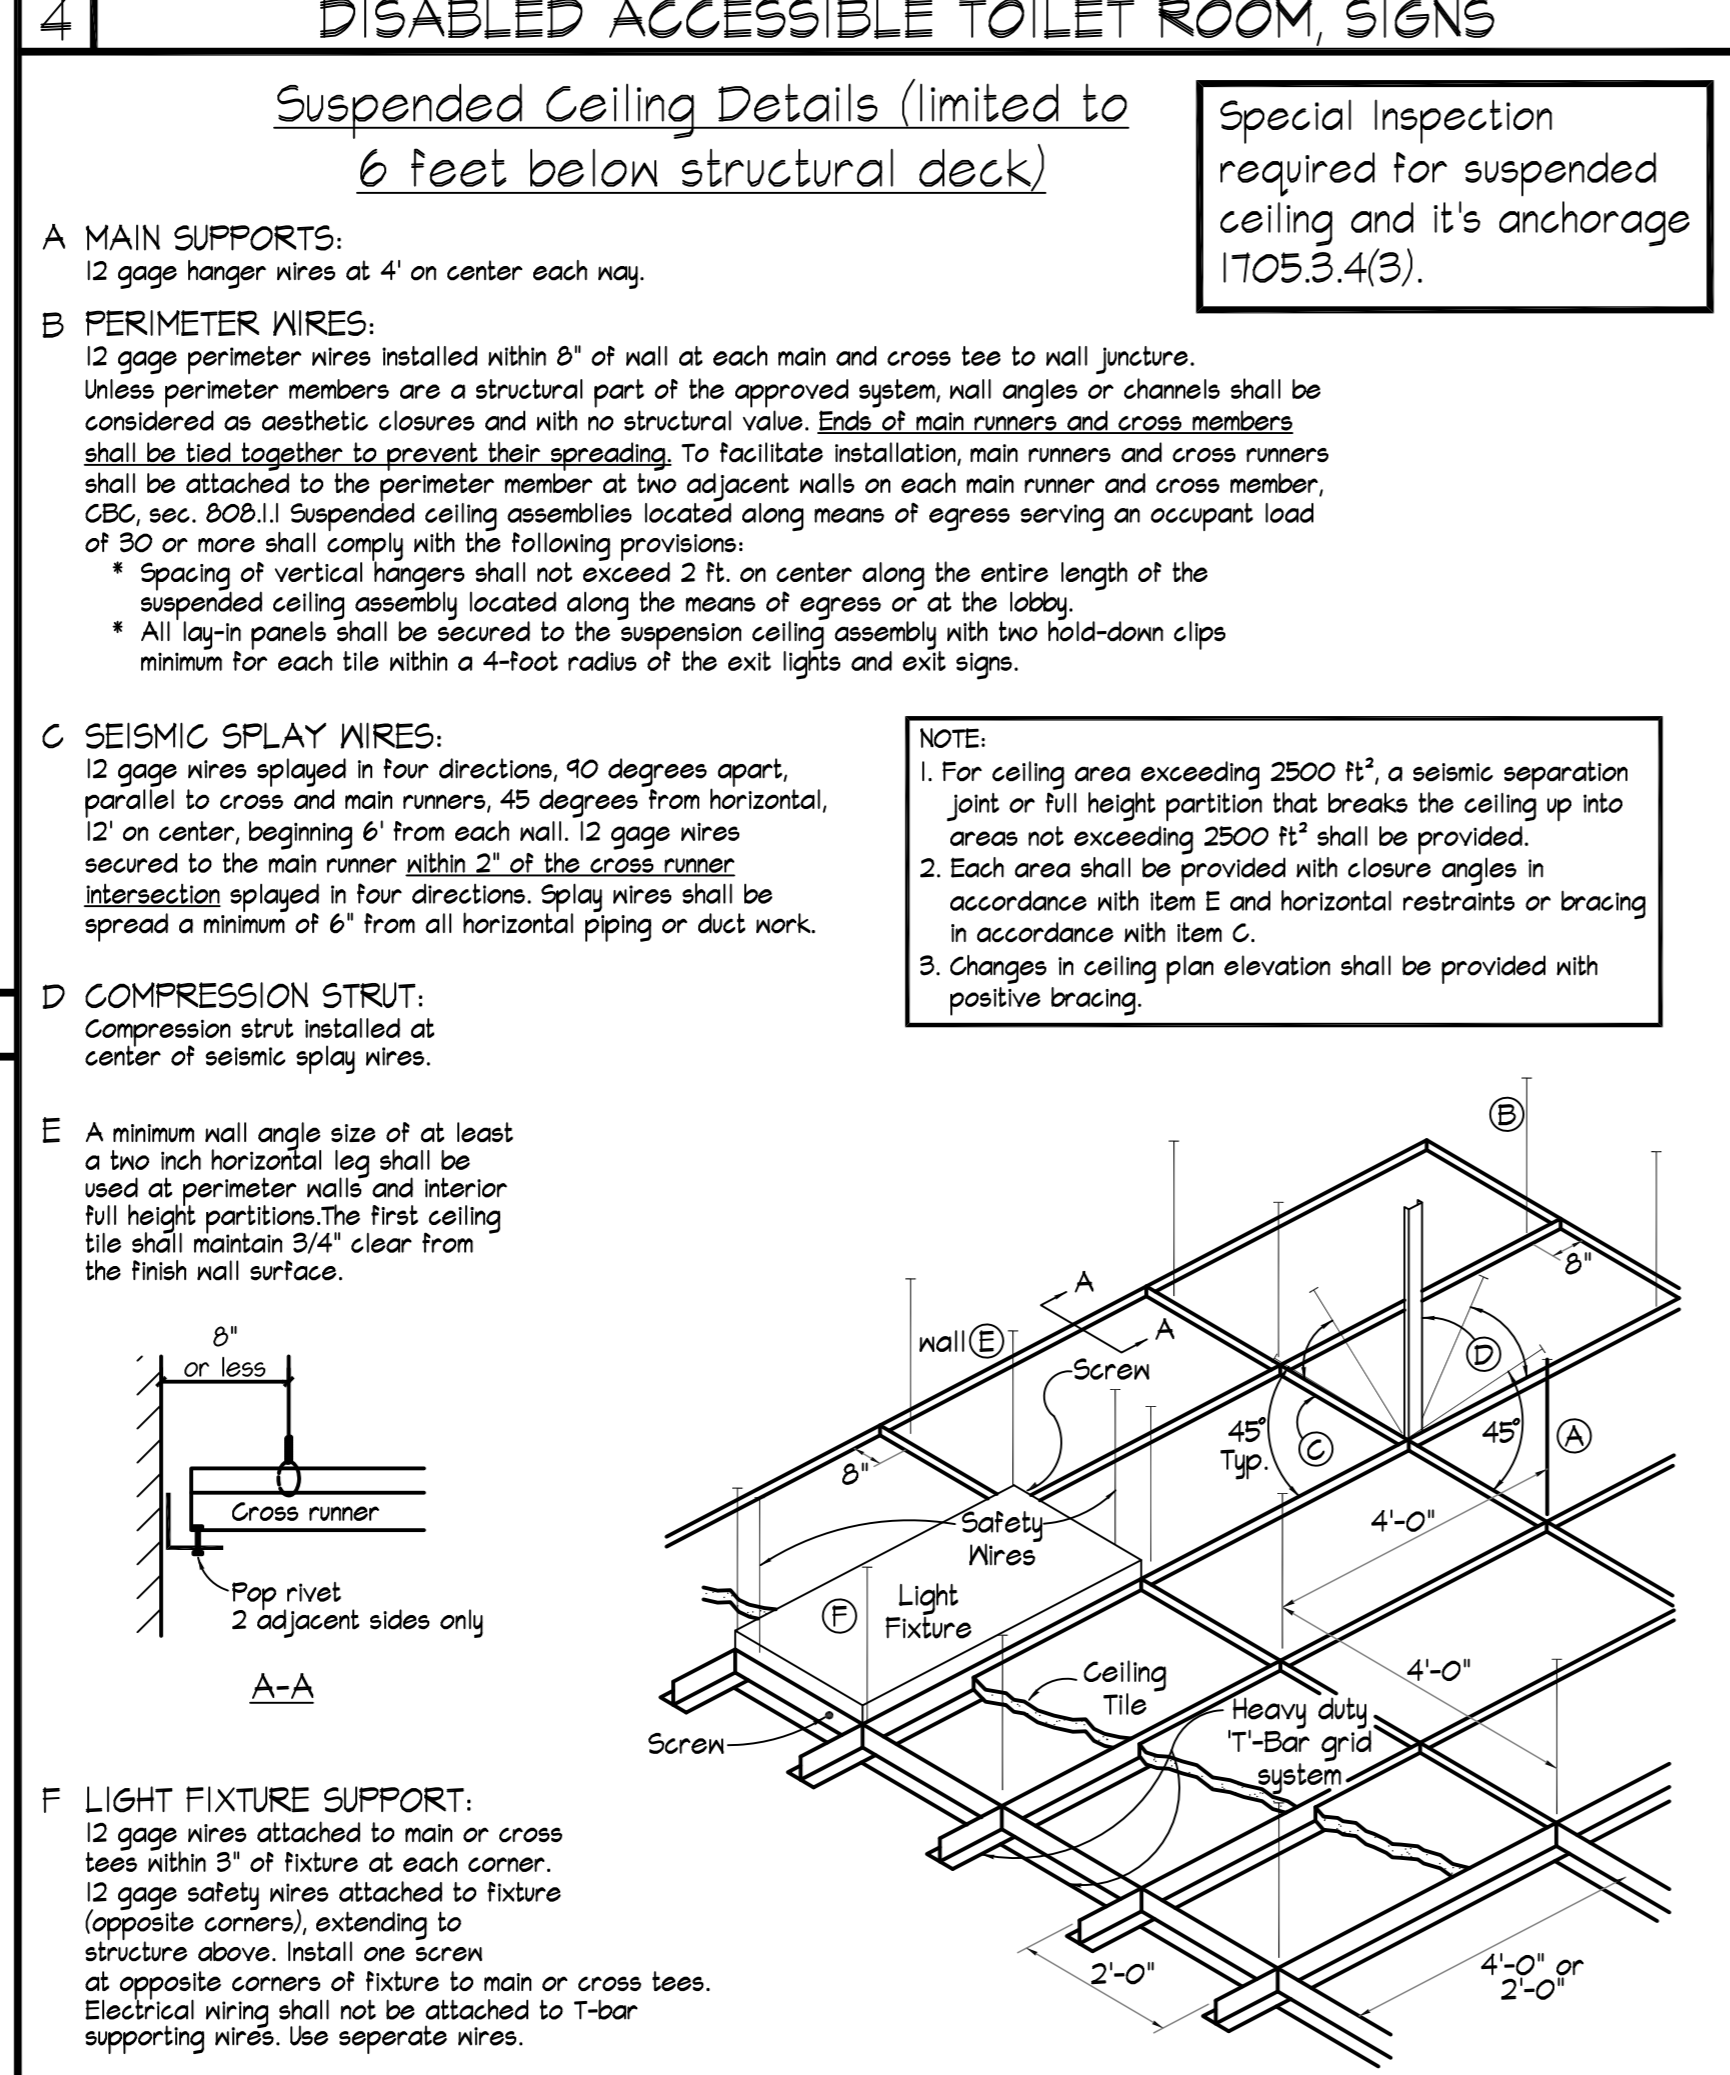 4
DISABLED ACCESSIBLE TOILET ROOM, SIGNS
Suspended Ceiling Details (limited to
6 feet below structural deck)
Special Inspection
required for suspended
ceiling and it's anchorage
1705.3.4(3).
A MAIN SUPPORTS:
12 gage hanger wires at 4' on center each way.
B PERIMETER WIRES:
12 gage perimeter wires installed within 8" of wall at each main and cross tee to wall juncture.
Unless perimeter members are a structural part of the approved system, wall angles or channels shall be
considered as aesthetic closures and with no structural value. Ends of main runners and cross members
shall be tied together to prevent their spreading. To facilitate installation, main runners and cross runners
shall be attached to the perimeter member at two adjacent walls on each main runner and cross member,
CBC, sec. 808.1.1 Suspended ceiling assemblies located along means of egress serving an occupant load
of 30 or more shall comply with the following provisions:
* Spacing of vertical hangers shall not exceed 2 ft. on center along the entire length of the
suspended ceiling assembly located along the means of egress or at the lobby.
* All lay-in panels shall be secured to the suspension ceiling assembly with two hold-down clips
minimum for each tile within a 4-foot radius of the exit lights and exit signs.
C SEISMIC SPLAY WIRES:
12 gage wires splayed in four directions, 90 degrees apart,
parallel to cross and main runners, 45 degrees from horizontal,
12' on center, beginning 6' from each wall. 12 gage wires
secured to the main runner within 2" of the cross runner
intersection splayed in four directions. Splay wires shall be
spread a minimum of 6" from all horizontal piping or duct work.
NOTE:
1. For ceiling area exceeding 2500 ft², a seismic separation
joint or full height partition that breaks the ceiling up into
areas not exceeding 2500 ft² shall be provided.
2. Each area shall be provided with closure angles in
accordance with item E and horizontal restraints or bracing
in accordance with item C.
3. Changes in ceiling plan elevation shall be provided with
positive bracing.
D COMPRESSION STRUT:
Compression strut installed at
center of seismic splay wires.
E A minimum wall angle size of at least
a two inch horizontal leg shall be
used at perimeter walls and interior
full height partitions.The first ceiling
tile shall maintain 3/4" clear from
the finish wall surface.
8"
or less
Cross runner
Pop rivet
2 adjacent sides only
A-A
B
8"
A
A
wall E
Screw
D
45°
Typ.
C
45°
A
8"
4'-0"
Safety
Wires
Light
Fixture
F
4'-0"
Ceiling
Tile
Heavy duty
'T'-Bar grid
system
Screw
2'-0"
4'-0" or
2'-0"
F LIGHT FIXTURE SUPPORT:
12 gage wires attached to main or cross
tees within 3" of fixture at each corner.
12 gage safety wires attached to fixture
(opposite corners), extending to
structure above. Install one screw
at opposite corners of fixture to main or cross tees.
Electrical wiring shall not be attached to T-bar
supporting wires. Use seperate wires.